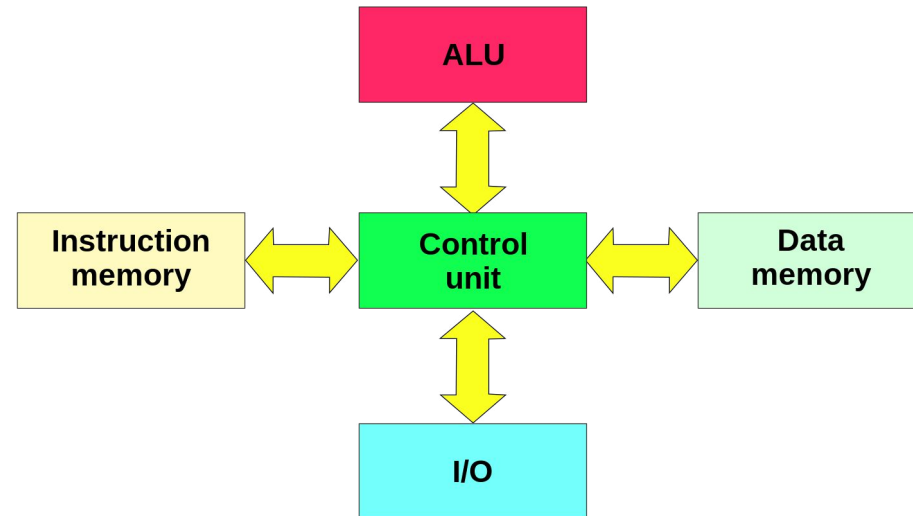 ALU
Instruction
memory
Control
unit
Data
memory
I/O